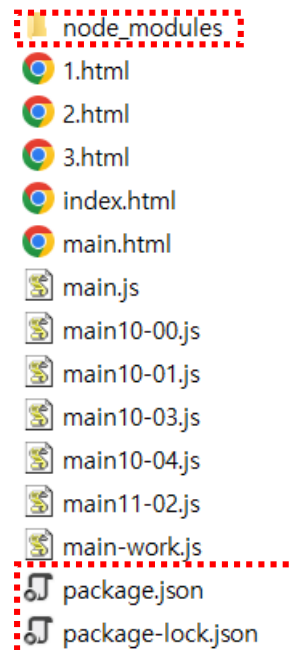 node_modules
1.html
2.html
3.html
index.html
main.html
main.js
main10-00.js
main10-01.js
main10-03.js
main10-04.js
main11-02.js
main-work.js
package.json
package-lock.json